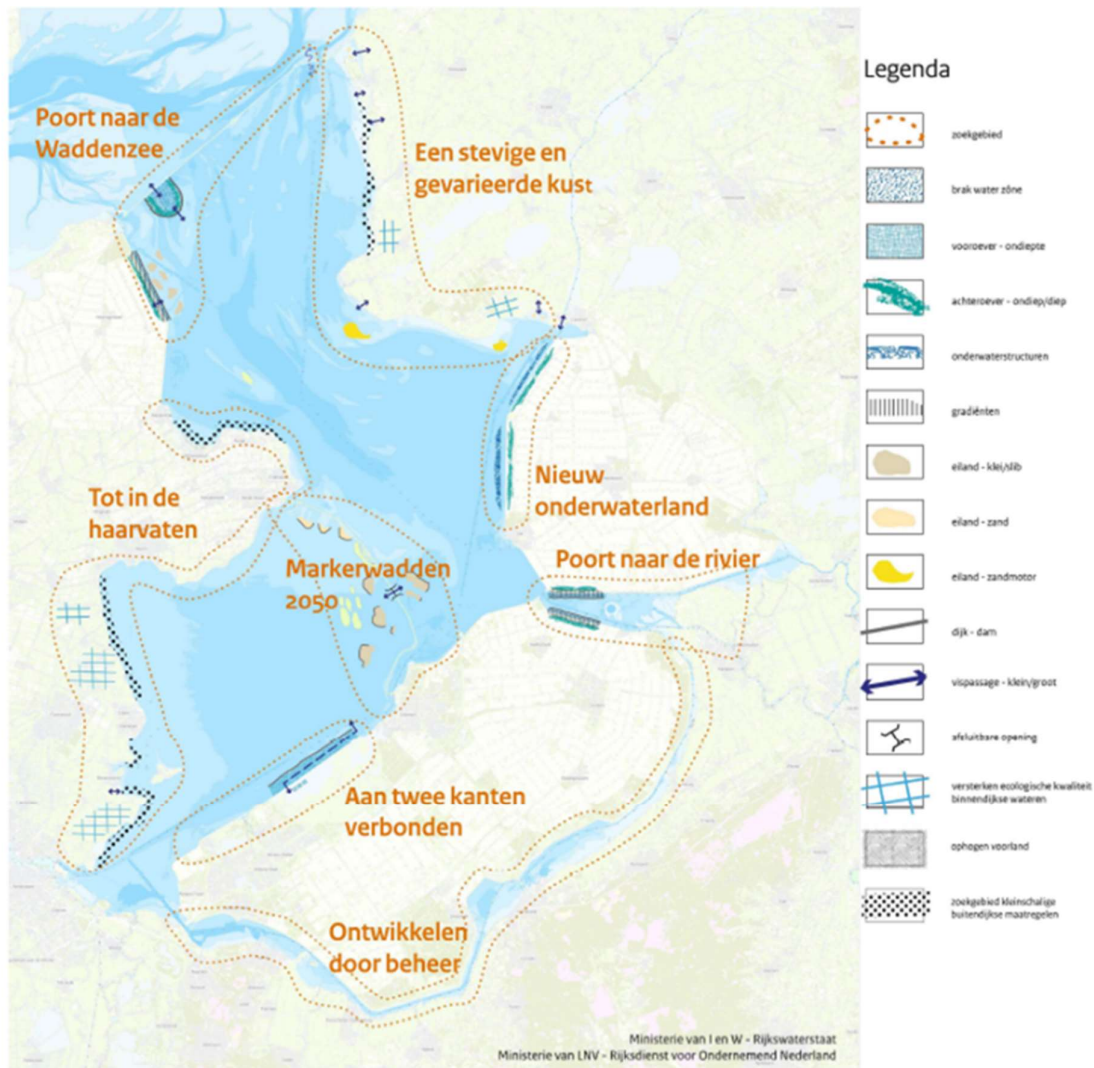 Poort naar de
Waddenzee
Een stevige en
gevarieerde kust
Tot in de
haarvaten
Nieuw
onderwaterland
Markerwadden
2050
Poort naar de rivier
Aan twee kanten
verbonden
Ontwikkelen
door beheer
Ministerie van I en W - Rijkswaterstaat
Ministerie van LNV - Rijksdienst voor Ondernemend Nederland
Legenda
zoekgebied
brak water zône
vooroever - ondiepte
achteroever - ondiep/diep
onderwaterstructuren
gradiënten
eiland - klei/slib
eiland - zand
eiland - zandmotor
dijk - dam
vispassage - klein/groot
afsluitbare opening
versterken ecologische kwaliteit
binnendijkse wateren
ophogen voorland
zoekgebied kleinschalige
buitendijkse maatregelen